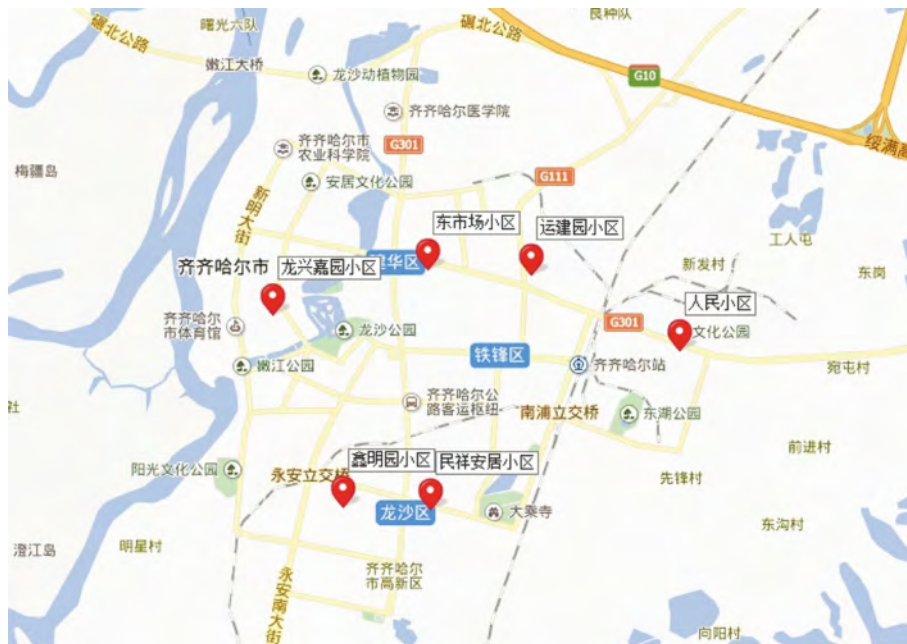 曙光六队
碾北公路
良种队
碾北公路
嫩江大桥
龙沙动植物园
G10
齐齐哈尔医学院
绥满高
齐齐哈尔市
农业科学院
G301
梅疆岛
安居文化公园
G111
新明大街
东市场小区
运建园小区
工人屯
建华区
齐齐哈尔市
龙兴嘉园小区
新发村
东岗
人民小区
齐齐哈尔
市体育馆
龙沙公园
G301
文化公园
铁锋区
嫩江公园
齐齐哈尔站
宛屯村
齐齐哈尔公
路客运枢纽
社
南浦立交桥
东湖公园
前进村
阳光文化公园
永安立交桥
鑫明园小区
民祥安居小区
先锋村
龙沙区
大乘寺
东沟村
澄江岛
明星村
齐齐哈尔
市高新区
永安南大街
向阳村